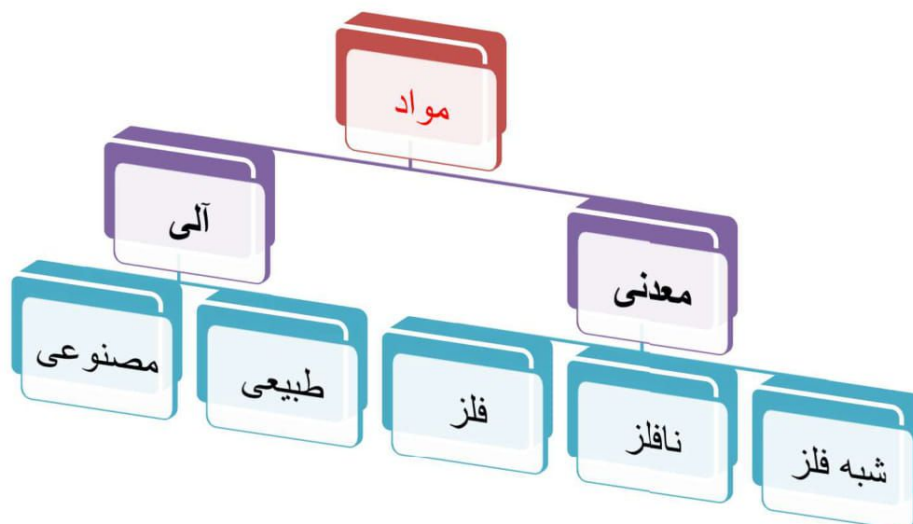 مواد
معدنی
آلی
شبه فلز
نافلز
فلز
طبیعی
مصنوعی